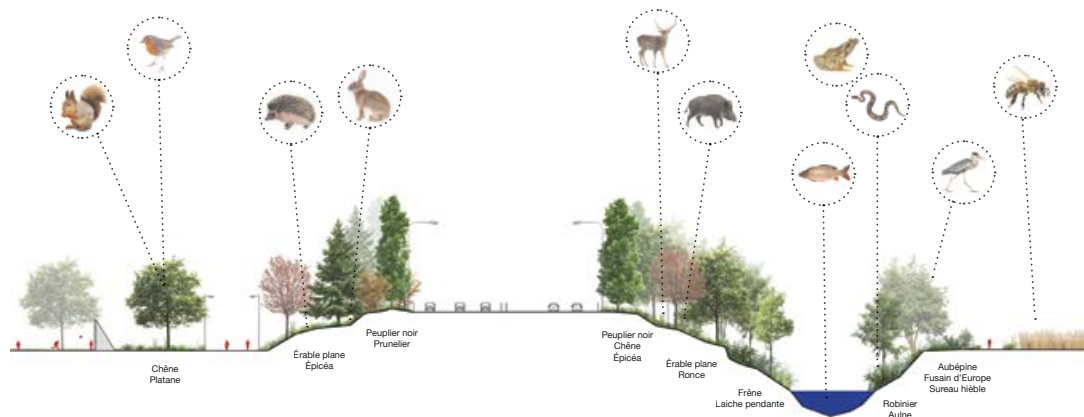 Chêne
Platane
Érable plane
Épicéa
Peuplier noir
Prunelier
Peuplier noir
Chêne
Épicéa
Érable plane
Ronce
Frêne
Laiche pendante
Robinier
Aulne
Aubépine
Fusain d'Europe
Sureau hièble